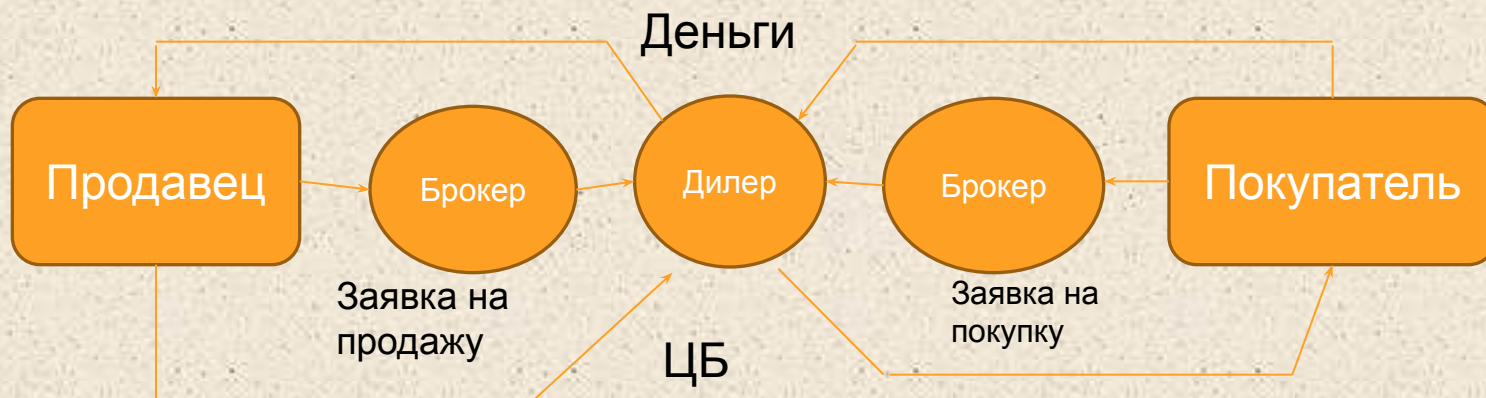 Деньги
Продавец
Брокер
Дилер
Брокер
Покупатель
Заявка на
продажу
Заявка на
покупку
ЦБ